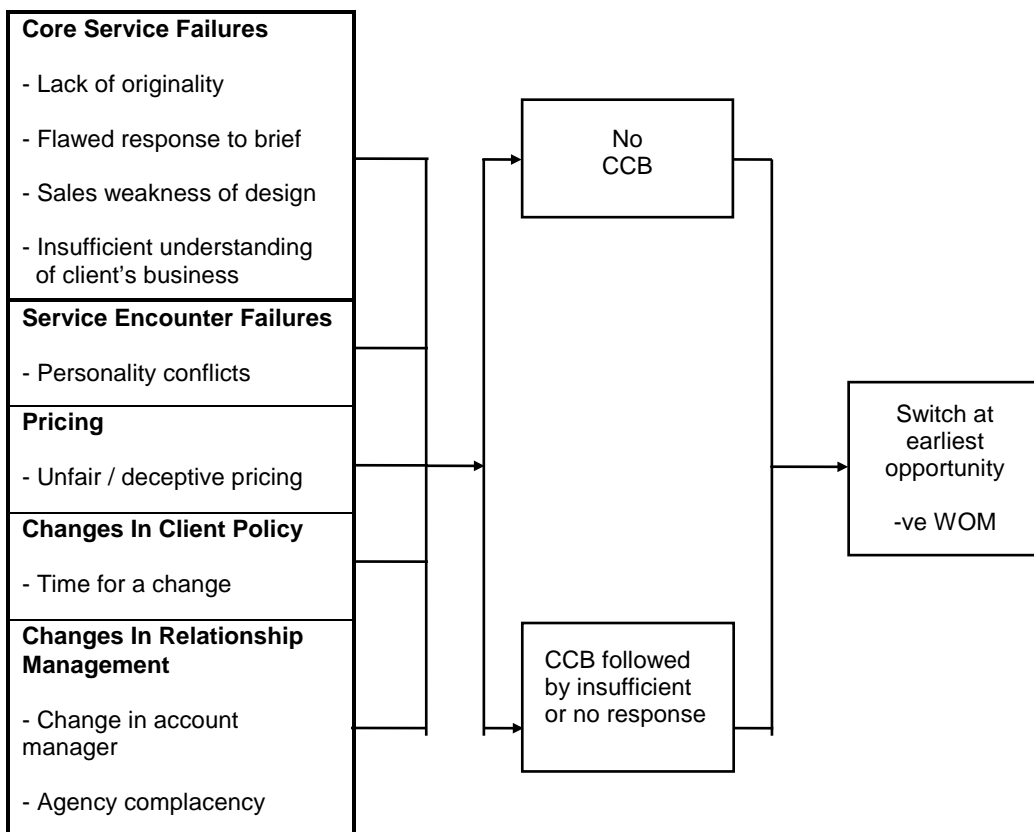 Core Service Failures
- Lack of originality
- Flawed response to brief
- Sales weakness of design
- Insufficient understanding
of client's business
Service Encounter Failures
- Personality conflicts
Pricing
- Unfair / deceptive pricing
Changes In Client Policy
- Time for a change
Changes In Relationship
Management
- Change in account
manager
- Agency complacency
No
CCB
CCB followed
by insufficient
or no response
Switch at
earliest
opportunity
-ve WOM